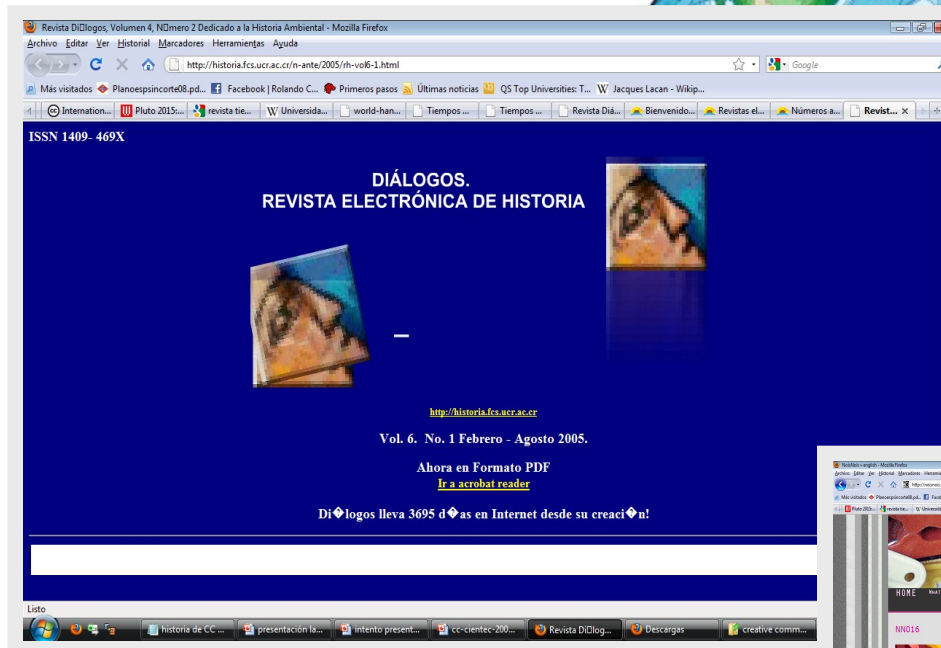 Revista Di□logos, Volumen 4, N□mero 2 Dedicado a la Historia Ambiental - Mozilla Firefox
Archivo Editar Ver Historial Marcadores Herramientas Ayuda
http://historia.fcs.ucr.ac.cr/n-ante/2005/rh-vol6-1.html
Google
Más visitados Planoespsincorte08.pd... Facebook | Rolando C... Primeros pasos Últimas noticias QS Top Universities: T... Jacques Lacan - Wikip...
Internation... Pluto 2015:... revista tie... Universida... world-han... Tiempos ... Tiempos ... Revista Diá... Bienvenido... Revistas el... Números a... Revist...
ISSN 1409- 469X
DIÁLOGOS.
REVISTA ELECTRÓNICA DE HISTORIA
http://historia.fcs.ucr.ac.cr
Vol. 6. No. 1 Febrero - Agosto 2005.
Ahora en Formato PDF
Ir a acrobat reader
Di�logos lleva 3695 d�as en Internet desde su creaci�n!
Listo
historia de CC ... presentación la... intento present... cc-cientec-200... Revista Di□log... Descargas creative comm...
HOME
NN016